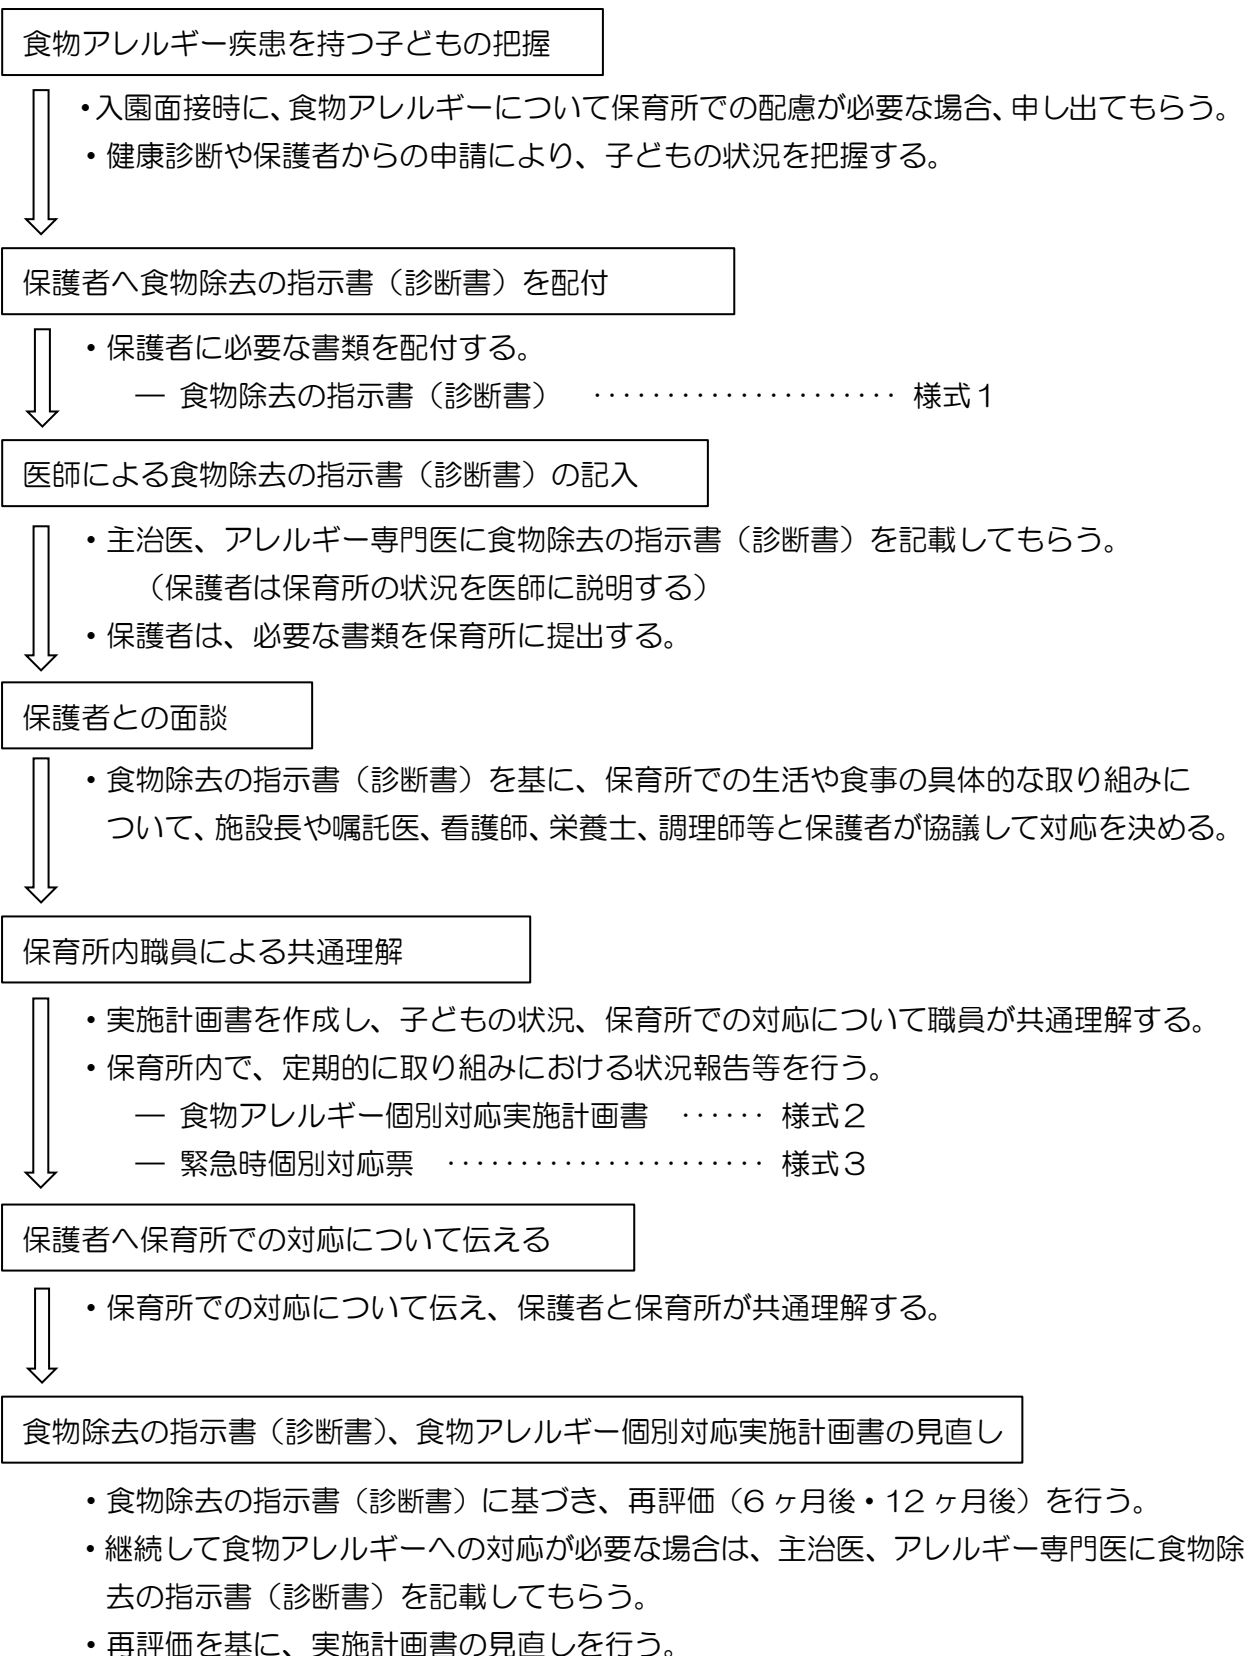 食物アレルギー疾患を持つ子どもの把握
・入園面接時に、食物アレルギーについて保育所での配慮が必要な場合、申し出てもらう。
・健康診断や保護者からの申請により、子どもの状況を把握する。
保護者へ食物除去の指示書（診断書）を配付
・保護者に必要な書類を配付する。
― 食物除去の指示書（診断書） ····················· 様式１
医師による食物除去の指示書（診断書）の記入
・主治医、アレルギー専門医に食物除去の指示書（診断書）を記載してもらう。
（保護者は保育所の状況を医師に説明する）
・保護者は、必要な書類を保育所に提出する。
保護者との面談
・食物除去の指示書（診断書）を基に、保育所での生活や食事の具体的な取り組みに
ついて、施設長や嘱託医、看護師、栄養士、調理師等と保護者が協議して対応を決める。
保育所内職員による共通理解
・実施計画書を作成し、子どもの状況、保育所での対応について職員が共通理解する。
・保育所内で、定期的に取り組みにおける状況報告等を行う。
― 食物アレルギー個別対応実施計画書 ······ 様式２
― 緊急時個別対応票 ······················ 様式３
保護者へ保育所での対応について伝える
・保育所での対応について伝え、保護者と保育所が共通理解する。
食物除去の指示書（診断書）、食物アレルギー個別対応実施計画書の見直し
・食物除去の指示書（診断書）に基づき、再評価（6 ヶ月後・12 ヶ月後）を行う。
・継続して食物アレルギーへの対応が必要な場合は、主治医、アレルギー専門医に食物除
去の指示書（診断書）を記載してもらう。
・再評価を基に、実施計画書の見直しを行う。